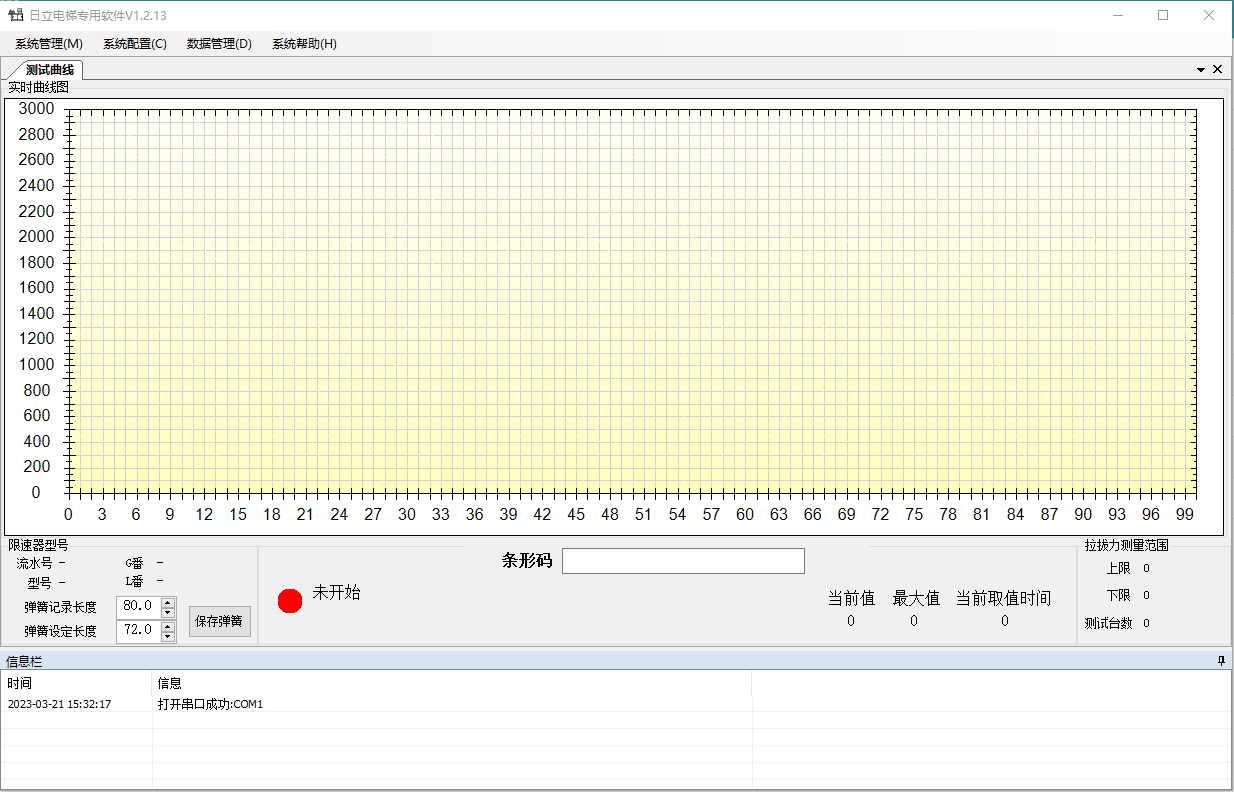 日立电梯专用软件V1.2.13
系统管理(M) 系统配置(C) 数据管理(D) 系统帮助(H)
测试曲线
实时曲线图
3000
2800
2600
2400
2200
2000
1800
1600
1400
1200
1000
800
600
400
200
0
0 3 6 9 12 15 18 21 24 27 30 33 36 39 42 45 48 51 54 57 60 63 66 69 72 75 78 81 84 87 90 93 96 99
限速器型号
流水号 - G番 -
型号 - L番 -
弹簧记录长度 80.0
弹簧设定长度 72.0
保存弹簧
未开始
条形码
当前值 最大值 当前取值时间
0 0 0
拉拔力测量范围
上限 0
下限 0
测试台数 0
信息栏
时间 信息
2023-03-21 15:32:17 打开串口成功:COM1